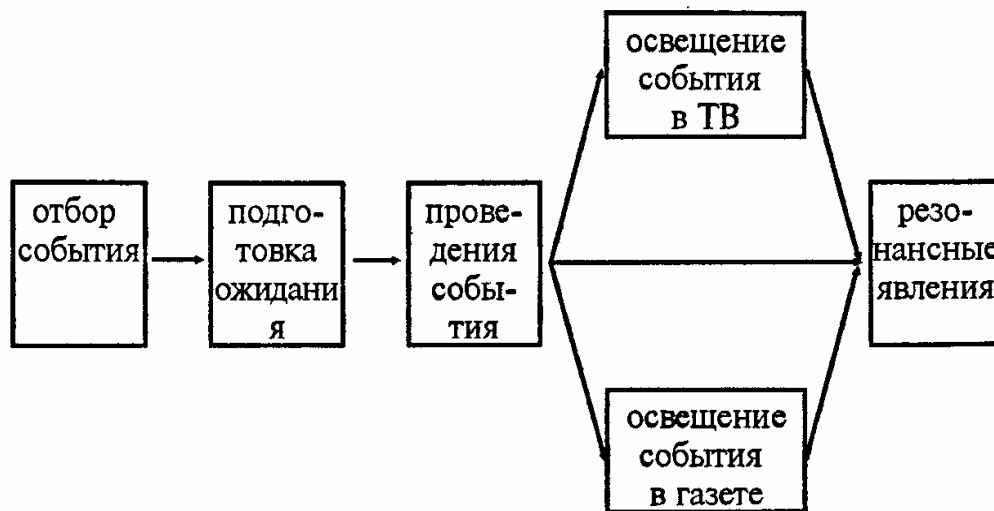 освещение
события
в ТВ
отбор
события
подго-
товка
ожидани
я
прове-
дения
собы-
тия
резо-
нансные
явления
освещение
события
в газете